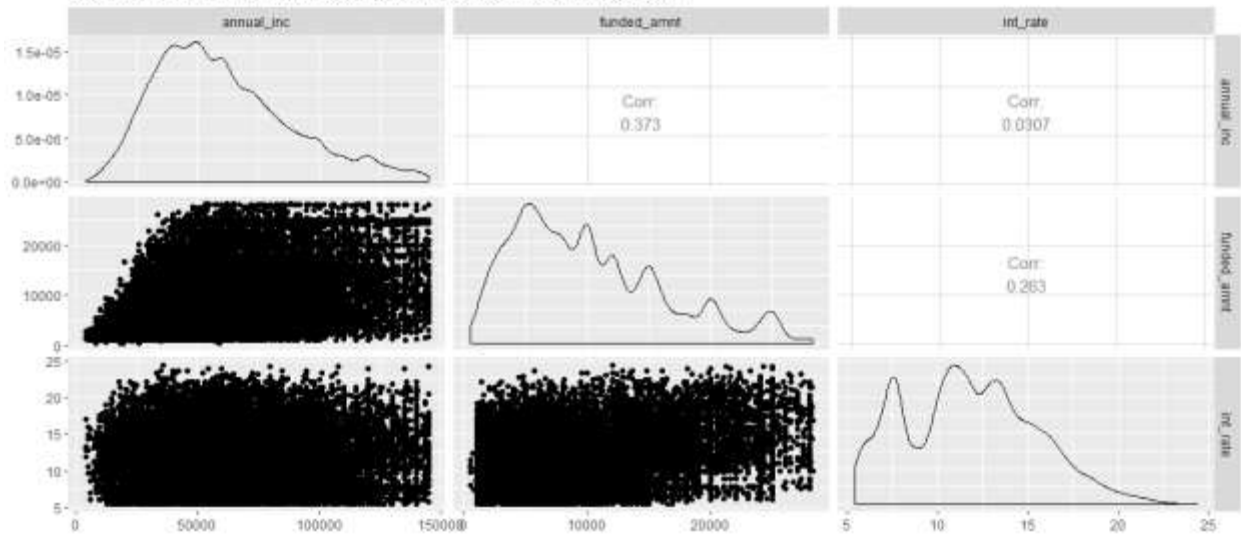 annual_inc funded_amnt int_rate
1.5e-05
1.0e-05
5.0e-06
0.0e+00
Corr:
0.373
Corr:
0.0307
annual_inc
20000
10000
0
Corr:
0.263
funded_amnt
25
20
15
10
5
int_rate
0 50000 100000 150000 0 10000 20000 5 10 15 20 25